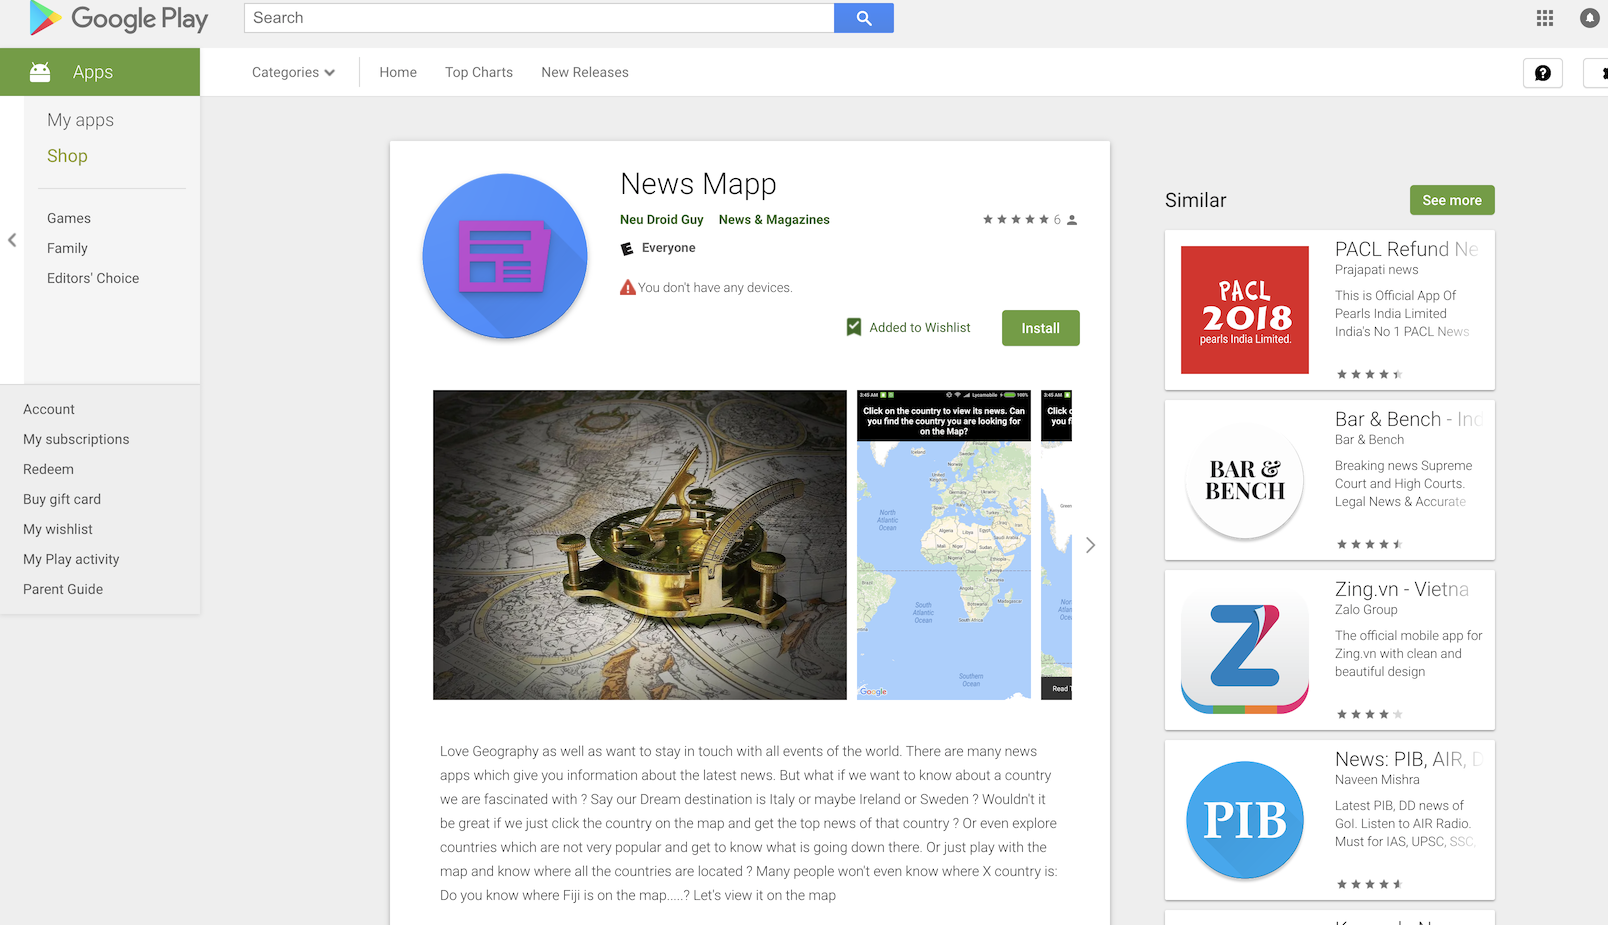 Google Play
Search
Apps
Categories
Home
Top Charts
New Releases
My apps
Shop
Games
Family
Editors' Choice
Account
My subscriptions
Redeem
Buy gift card
My wishlist
My Play activity
Parent Guide
News Mapp
Neu Droid Guy News & Magazines
6
Everyone
You don't have any devices.
Added to Wishlist
Install
3:45 AM Lycamobile 100%
Click on the country to view its news. Can
you find the country you are looking for
on the Map?
North
Atlantic
Ocean
South
Atlantic
Ocean
Southern
Ocean
Google
3:45 AM
Click
you
Read
Love Geography as well as want to stay in touch with all events of the world. There are many news
apps which give you information about the latest news. But what if we want to know about a country
we are fascinated with ? Say our Dream destination is Italy or maybe Ireland or Sweden ? Wouldn't it
be great if we just click the country on the map and get the top news of that country ? Or even explore
countries which are not very popular and get to know what is going down there. Or just play with the
map and know where all the countries are located ? Many people won't even know where X country is:
Do you know where Fiji is on the map.....? Let's view it on the map
Similar
See more
PACL
2018
pearls India Limited.
PACL Refund Ne
Prajapati news
This is Official App Of
Pearls India Limited
India's No 1 PACL News
BAR &
BENCH
Bar & Bench - Ind
Bar & Bench
Breaking news Supreme
Court and High Courts.
Legal News & Accurate
Z
Zing.vn - Vietna
Zalo Group
The official mobile app for
Zing.vn with clean and
beautiful design
PIB
News: PIB, AIR, D
Naveen Mishra
Latest PIB, DD news of
GoI. Listen to AIR Radio.
Must for IAS, UPSC, SSC,